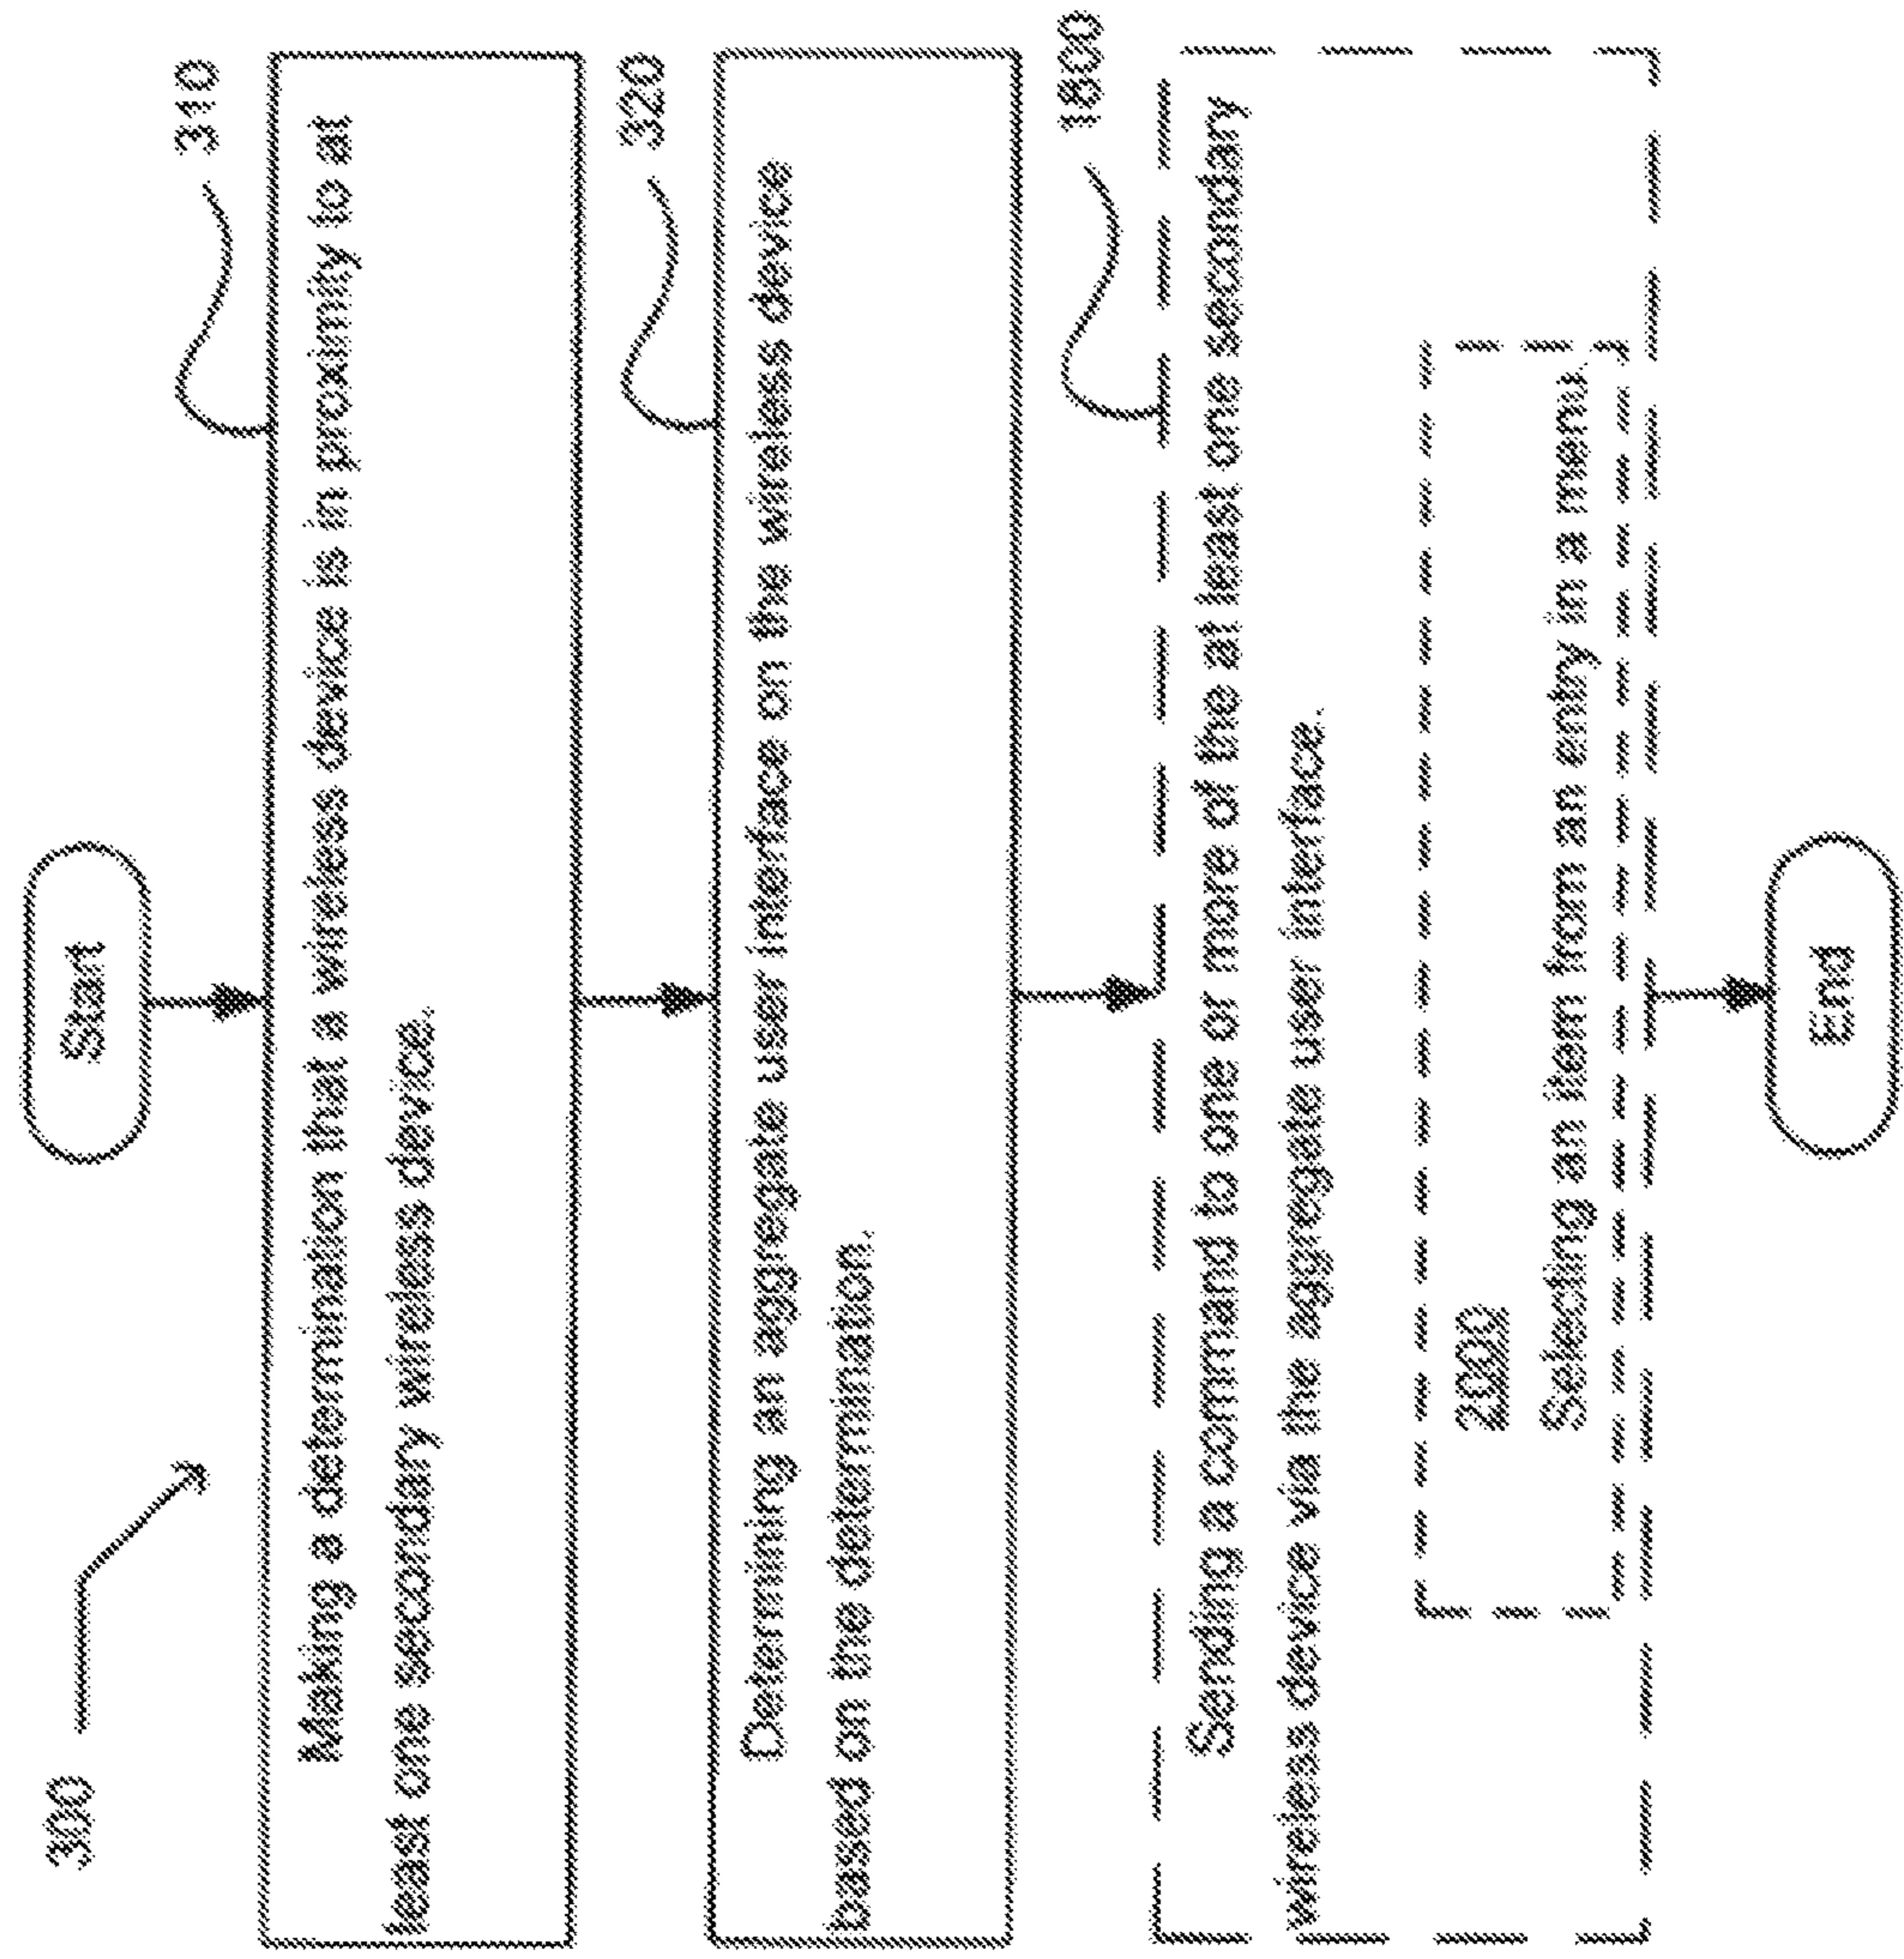 300
Start
310
Making a determination that a wireless device is in proximity to at
least one secondary wireless device.
320
Determining an aggregate user interface on the wireless device
based on the determination.
1800
Sending a command to one or more of the at least one secondary
wireless device via the aggregate user interface.
2000
Selecting an item from an entry in a menu.
End